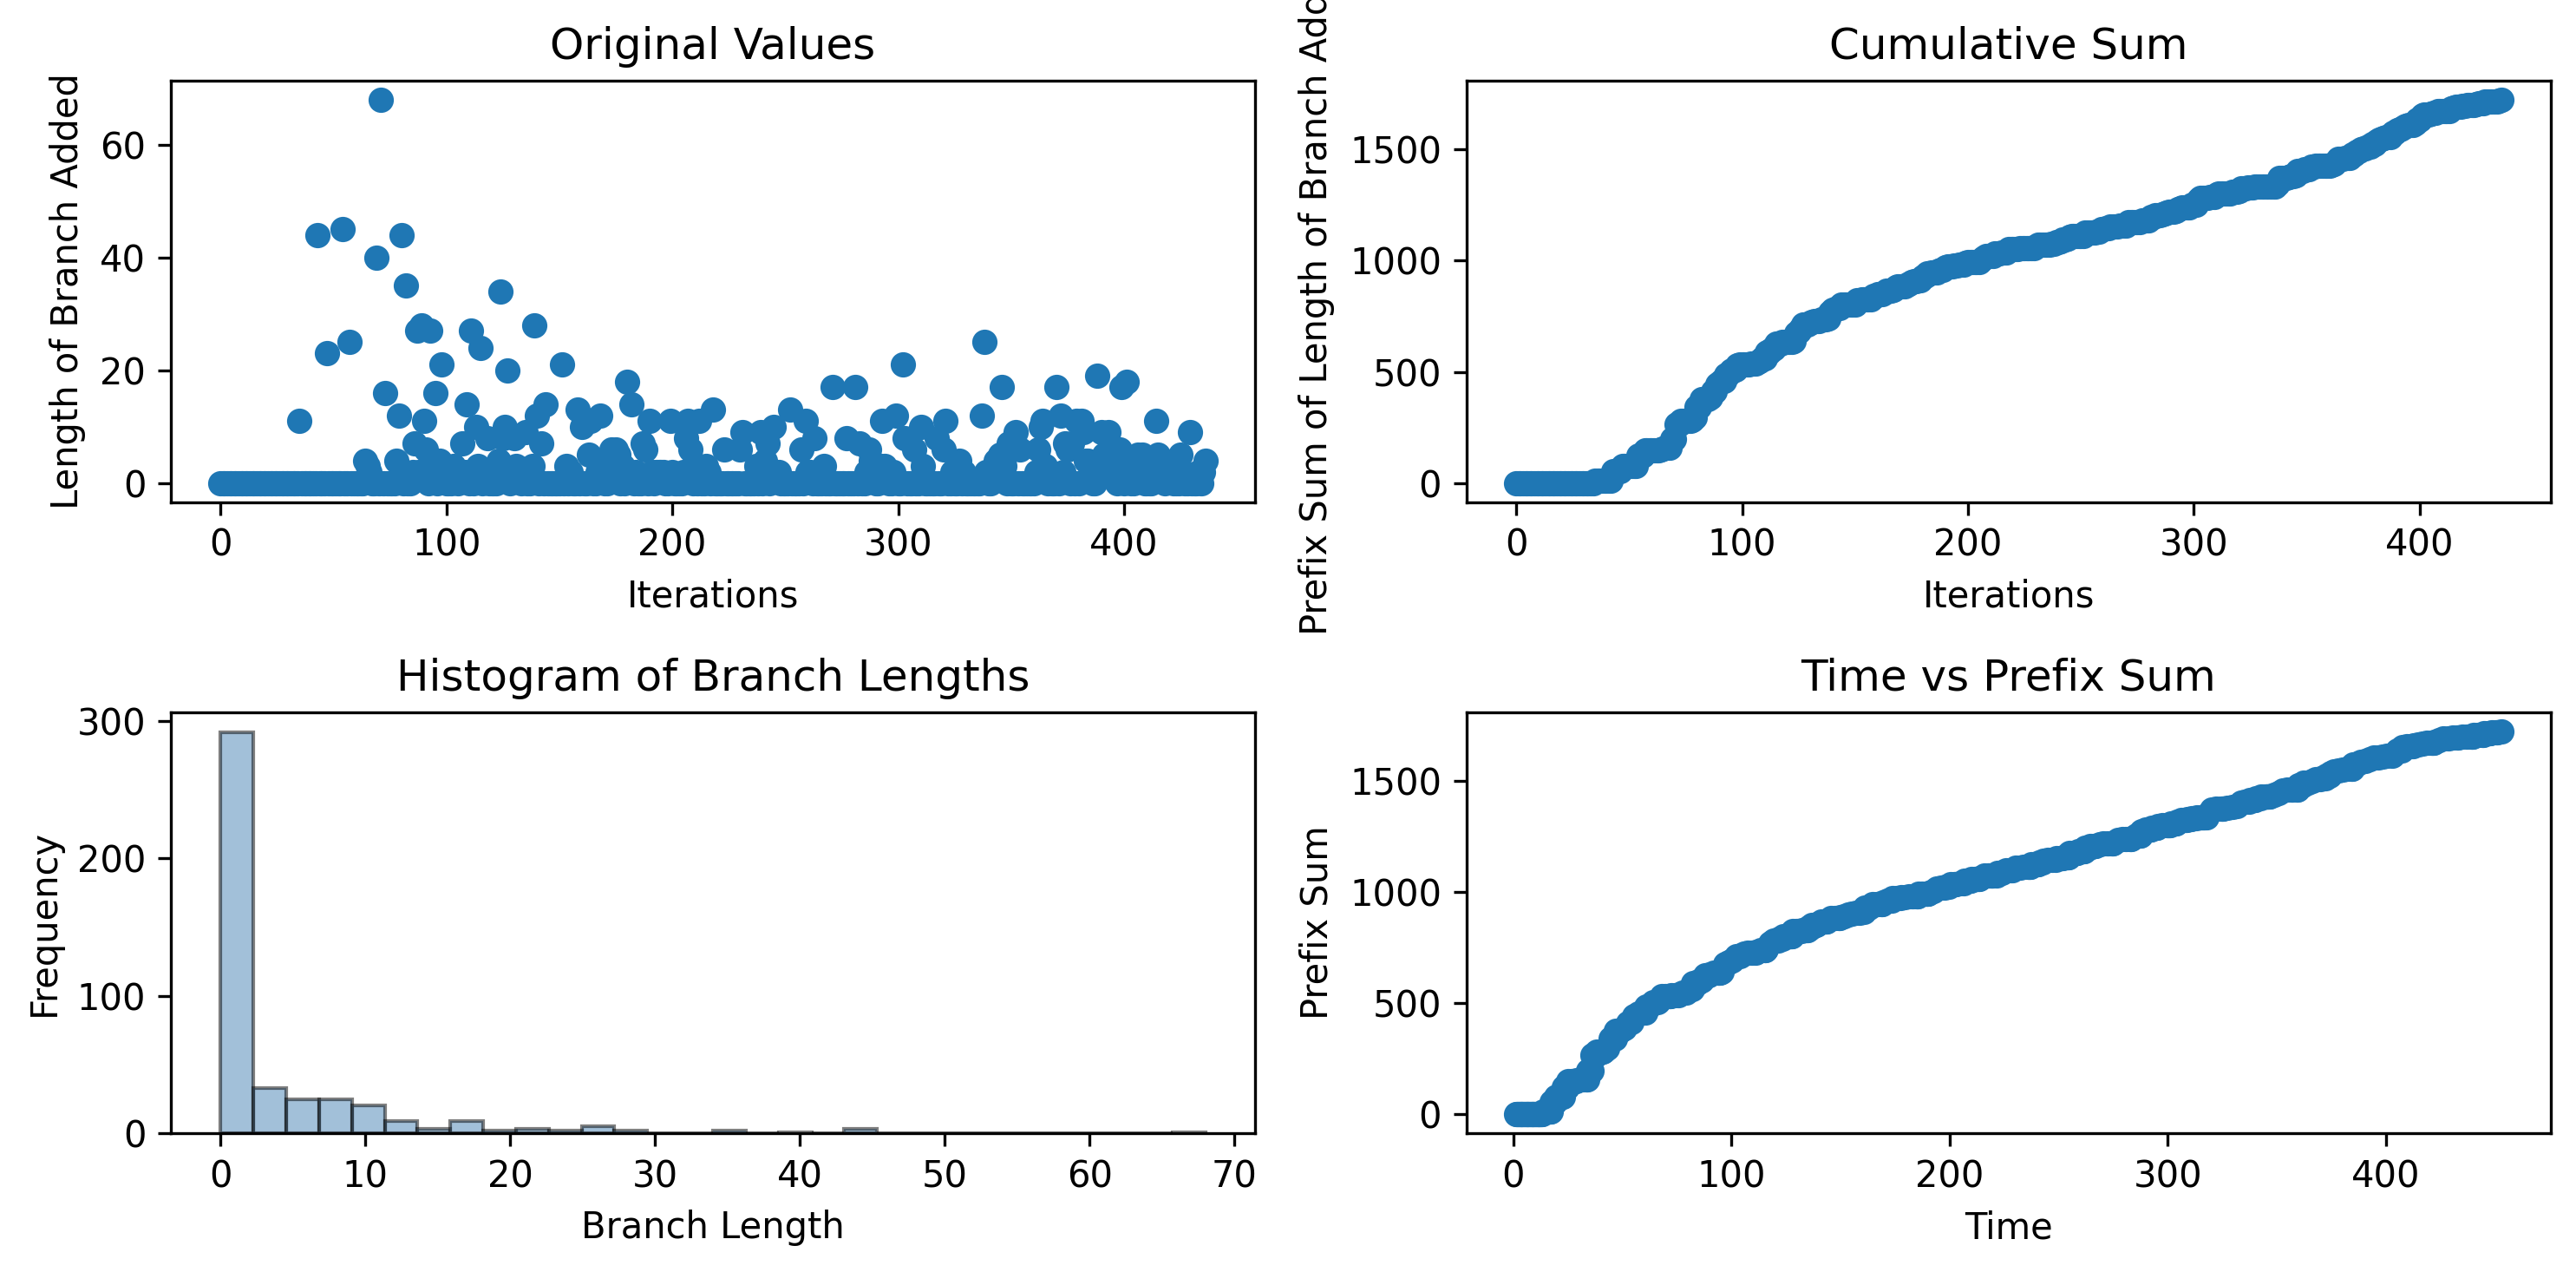 Original Values
Length of Branch Added
60
40
20
0
0 100 200 300 400
Iterations
Cumulative Sum
Prefix Sum of Length of Branch
1500
1000
500
0
0 100 200 300 400
Iterations
Histogram of Branch Lengths
Frequency
300
200
100
0
0 10 20 30 40 50 60 70
Branch Length
Time vs Prefix Sum
Prefix Sum
1500
1000
500
0
0 100 200 300 400
Time